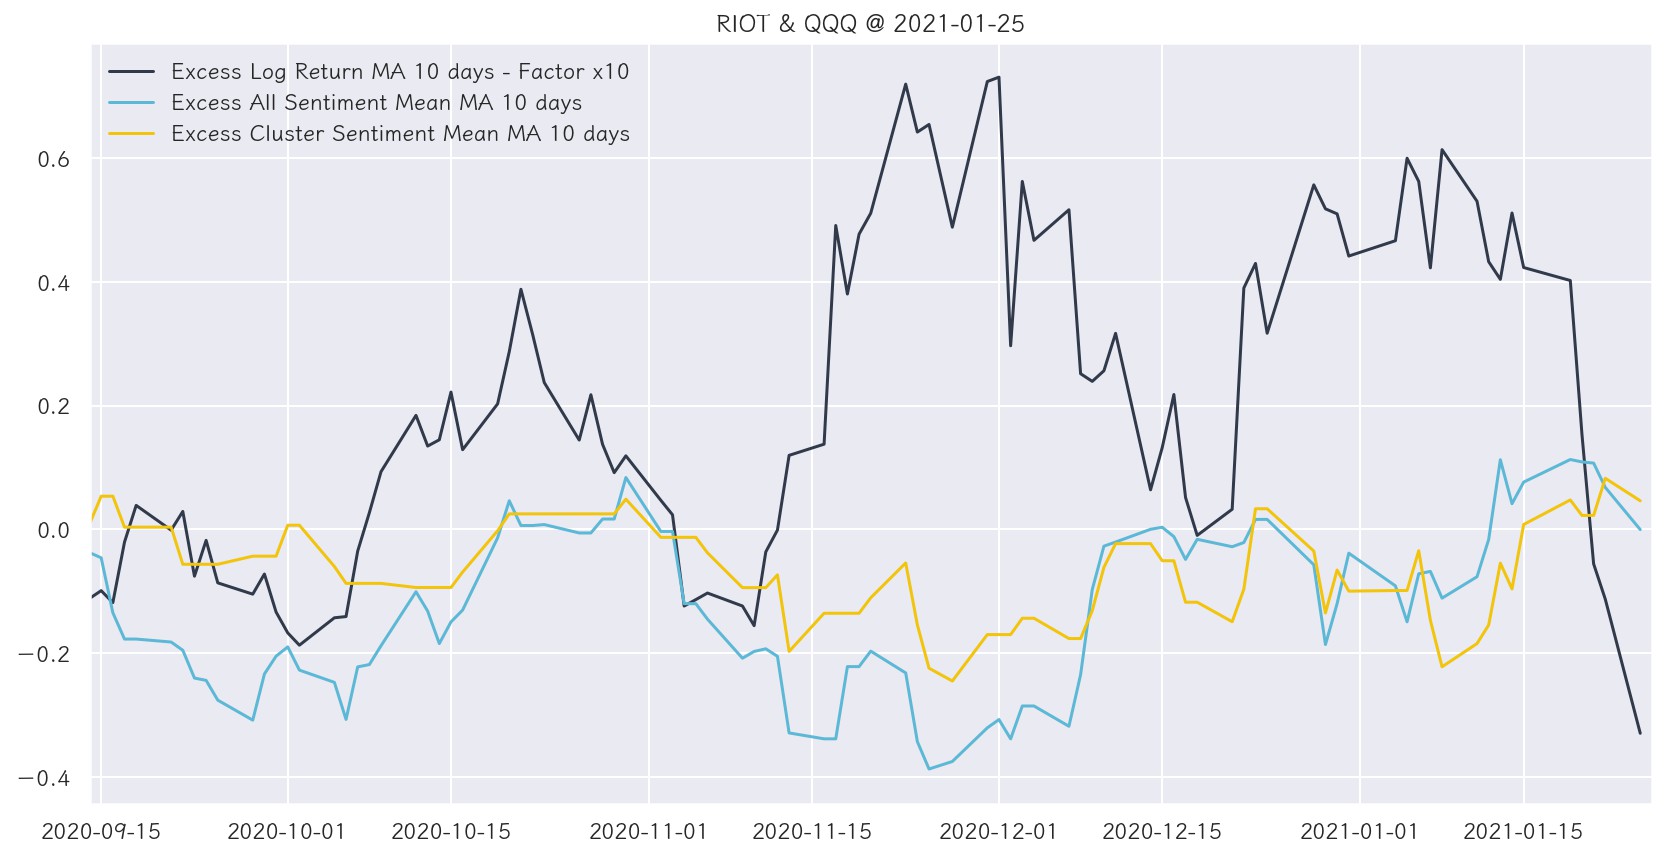 RIOT & QQQ @ 2021-01-25
Excess Log Return MA 10 days - Factor x10
Excess All Sentiment Mean MA 10 days
Excess Cluster Sentiment Mean MA 10 days
0.6
0.4
0.2
0.0
−0.2
−0.4
2020-09-15 2020-10-01 2020-10-15 2020-11-01 2020-11-15 2020-12-01 2020-12-15 2021-01-01 2021-01-15